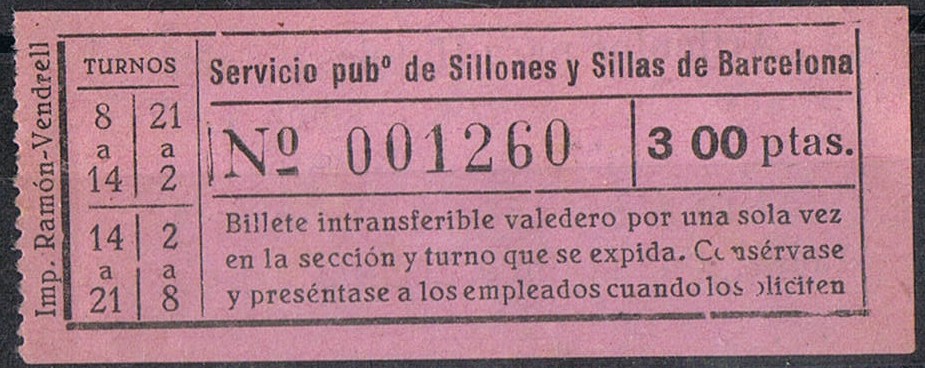 Imp. Ramón-Vendrell
TURNOS
8 21
a a
14 2
14 2
a a
21 8
Servicio pubº de Sillones y Sillas de Barcelona
Nº 001260
3 00 ptas.
Billete intransferible valedero por una sola vez
en la sección y turno que se expida. Consérvase
y preséntase a los empleados cuando los